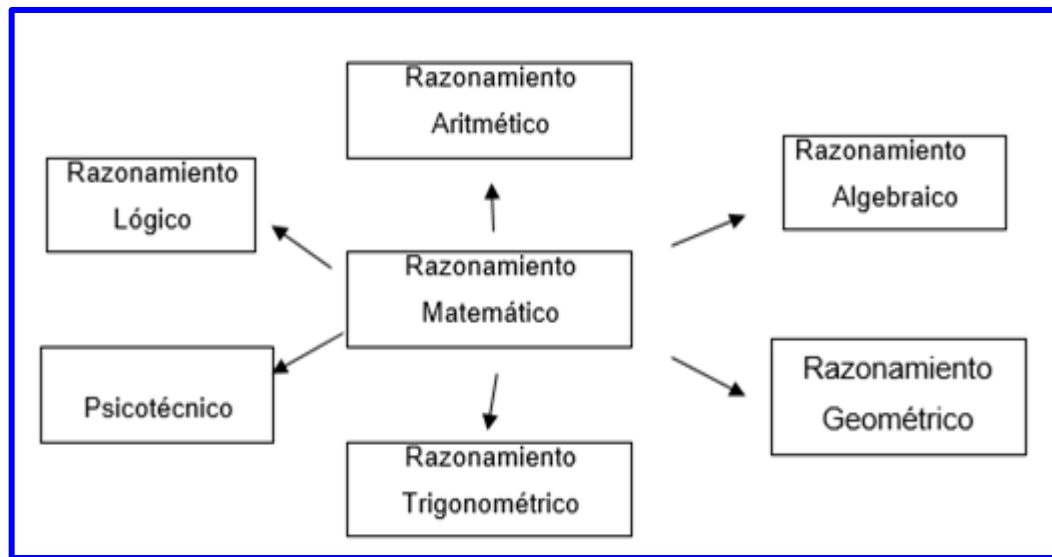 Razonamiento
Aritmético
Razonamiento
Algebraico
Razonamiento
Lógico
Razonamiento
Matemático
Psicotécnico
Razonamiento
Geométrico
Razonamiento
Trigonométrico